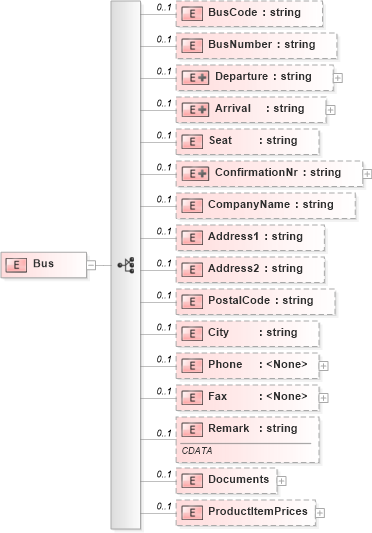 0..1
E BusCode : string
0..1
E BusNumber : string
0..1
E+ Departure : string
0..1
E+ Arrival : string
0..1
E Seat : string
0..1
E+ ConfirmationNr : string
0..1
E CompanyName : string
0..1
E Address1 : string
0..1
E Bus
E Address2 : string
0..1
E PostalCode : string
0..1
E City : string
0..1
E Phone : <None>
0..1
E Fax : <None>
0..1
E Remark : string
CDATA
0..1
E Documents
0..1
E ProductItemPrices